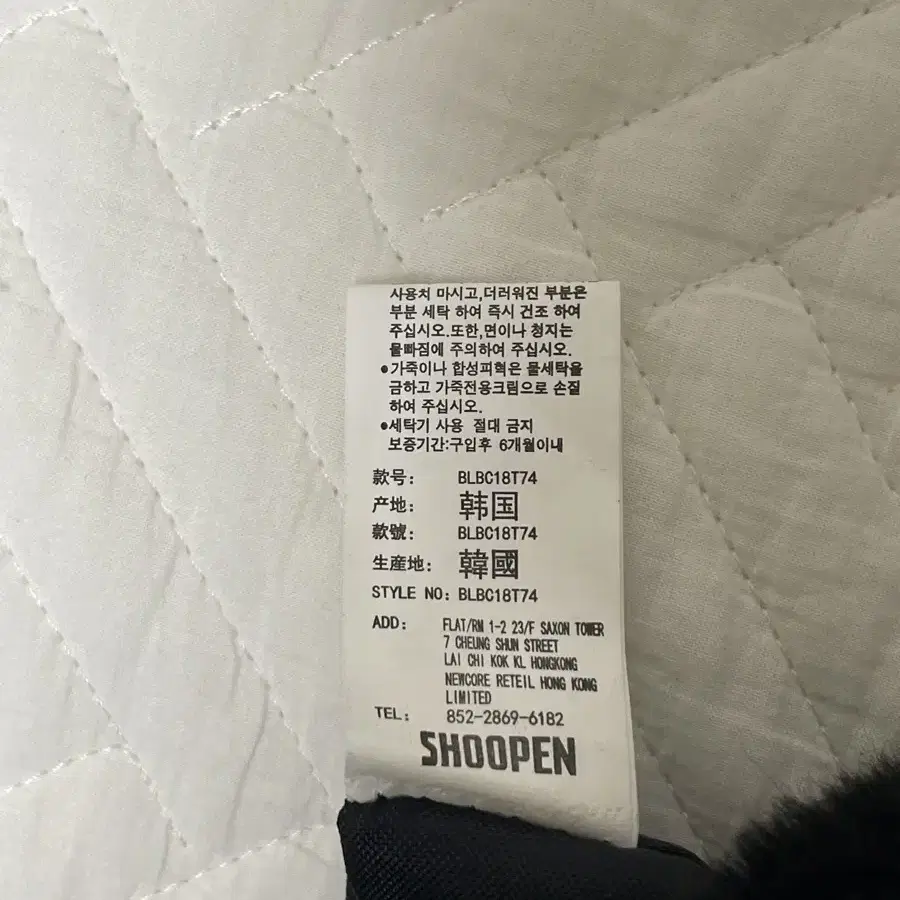 사용치 마시고,더러워진 부분은
부분 세탁 하여 즉시 건조 하여
주십시오.또한,면이나 청지는
물빠짐에 주의하여 주십시오.
●가죽이나 합성피혁은 물세탁을
금하고 가죽전용크림으로 손질
하여 주십시오.
●세탁기 사용 절대 금지
보증기간:구입후 6개월이내
款号: BLBC18T74
产地: 韩国
款號: BLBC18T74
生産地: 韓國
STYLE NO: BLBC18T74
ADD: FLAT/RM 1-2 23/F SAXON TOWER
7 CHEUNG SHUN STREET
LAI CHI KOK KL HONGKONG
NEWCORE RETEIL HONG KONG
LIMITED
TEL: 852-2869-6182
SHOOPEN